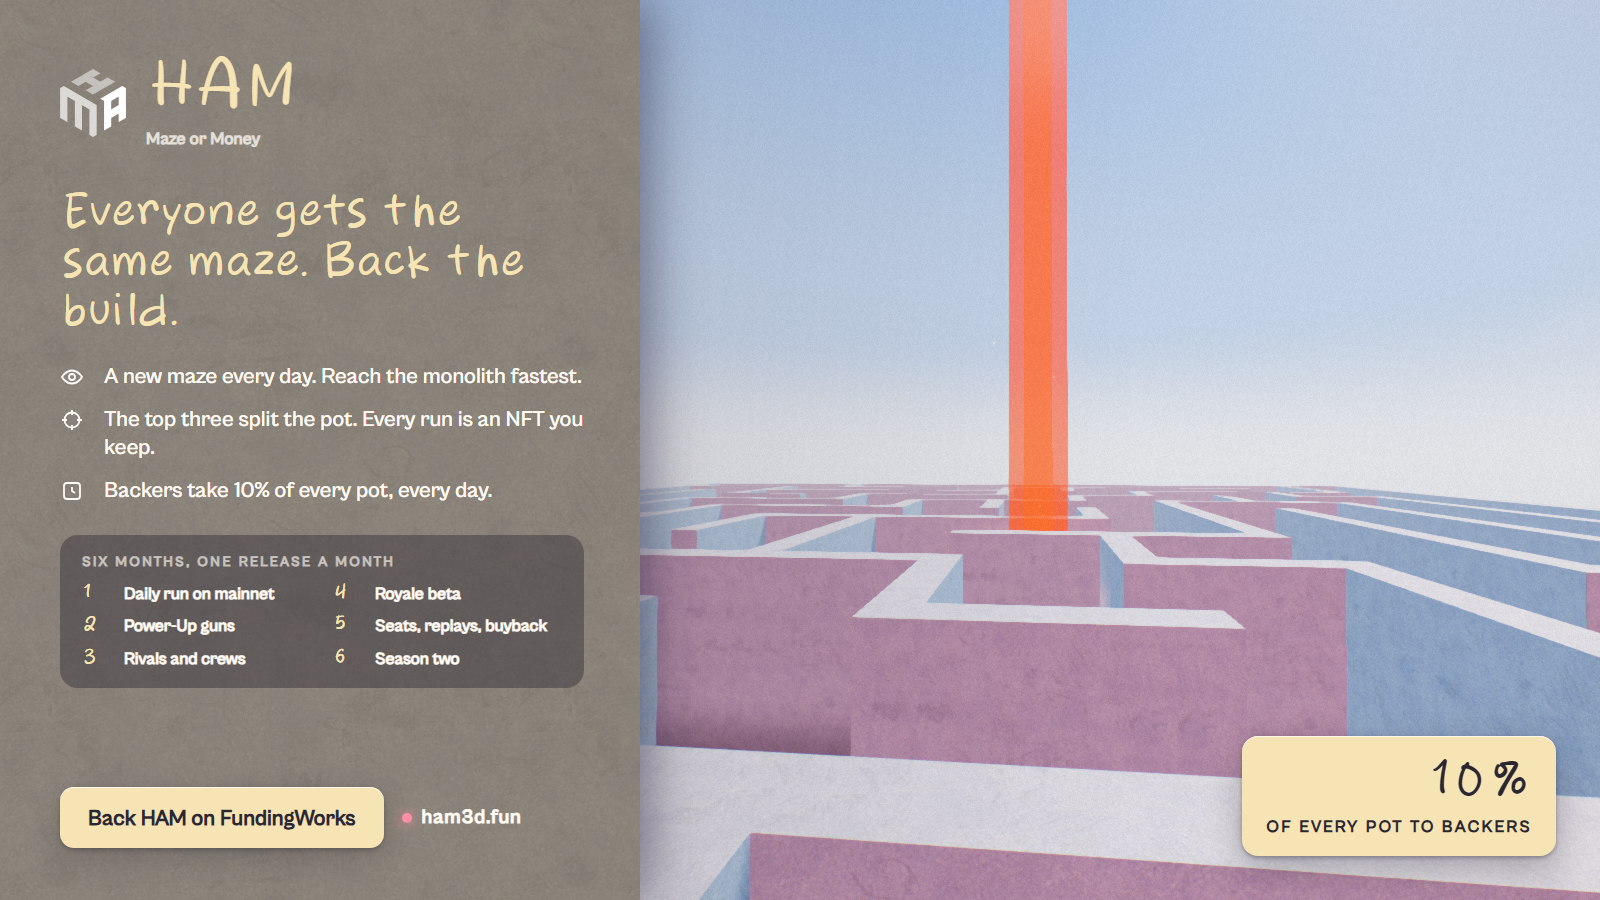 HMA
HAM
Maze or Money
Everyone gets the
same maze. Back the
build.
A new maze every day. Reach the monolith fastest.
The top three split the pot. Every run is an NFT you
keep.
Backers take 10% of every pot, every day.
SIX MONTHS, ONE RELEASE A MONTH
1 Daily run on mainnet
4 Royale beta
2 Power-Up guns
5 Seats, replays, buyback
3 Rivals and crews
6 Season two
Back HAM on FundingWorks
ham3d.fun
10%
OF EVERY POT TO BACKERS